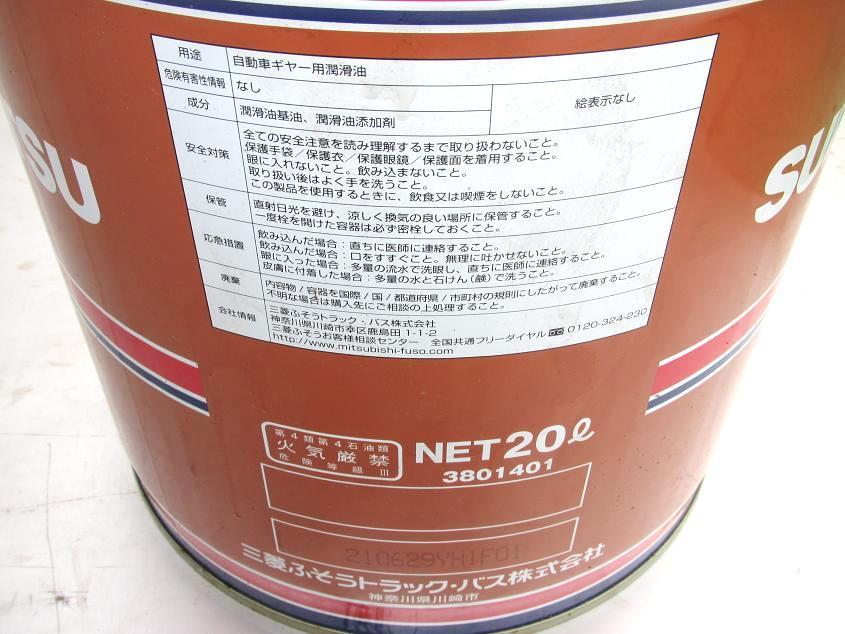 用途 自動車ギヤー用潤滑油
危険有害性情報 なし
絵表示なし
成分 潤滑油基油、潤滑油添加剤
安全対策
全ての安全注意を読み理解するまで取り扱わないこと。
保護手袋／保護衣／保護眼鏡／保護面を着用すること。
眼に入れないこと。飲み込まないこと。
取り扱い後はよく手を洗うこと。
この製品を使用するときに、飲食又は喫煙をしないこと。
保管
直射日光を避け、涼しく換気の良い場所に保管すること。
一度栓を開けた容器は必ず密栓しておくこと。
応急措置
飲み込んだ場合：直ちに医師に連絡すること。
飲み込んだ場合：口をすすぐこと。無理に吐かせないこと。
眼に入った場合：多量の流水で洗眼し、直ちに医師に連絡すること。
皮膚に付着した場合：多量の水と石けん(鹸)で洗うこと。
廃棄
内容物／容器を国際／国／都道府県／市町村の規則にしたがって廃棄すること。
不明な場合は購入先にご相談の上処理すること。
会社情報
三菱ふそうトラック・バス株式会社
神奈川県川崎市幸区鹿島田1-1-2
三菱ふそうお客様相談センター 全国共通フリーダイヤル 0120-324-230
http://www.mitsubishi-fuso.com
SU
SU
第4類第4石油類
火気厳禁
危険等級Ⅲ
NET20ℓ
3801401
210629YH1F01
三菱ふそうトラック・バス株式会社
神奈川県川崎市